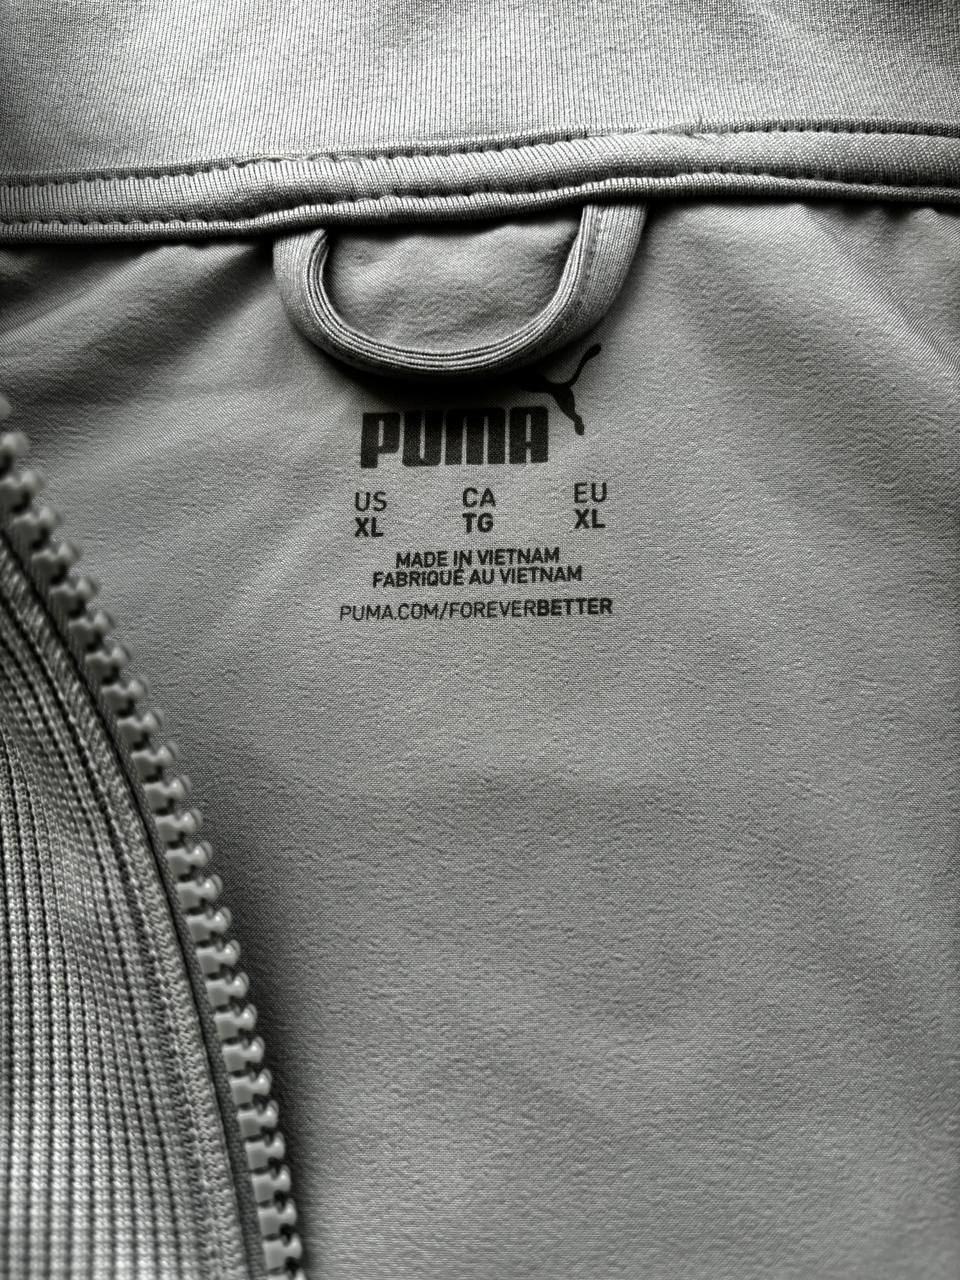 PUMA
US CA EU
XL TG XL
MADE IN VIETNAM
FABRIQUÉ AU VIETNAM
PUMA.COM/FOREVERBETTER